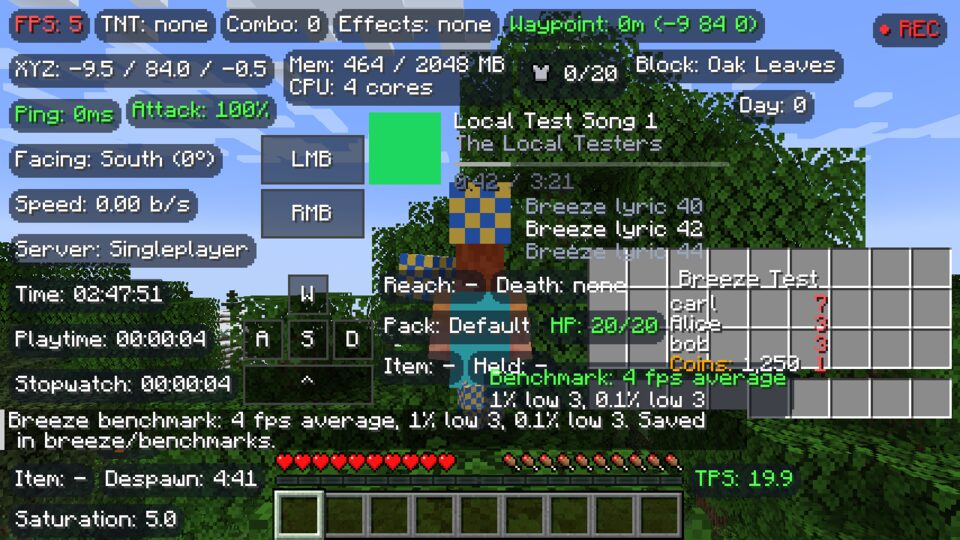 FPS: 5
TNT: none
Combo: 0
Effects: none
Waypoint: 0m (-9 84 0)
REC
XYZ: -9.5 / 84.0 / -0.5
Mem: 464 / 2048 MB
CPU: 4 cores
0/20
Block: Oak Leaves
Ping: 0ms
Attack: 100%
Day: 0
Local Test Song 1
The Local Testers
Facing: South (0°)
LMB
0:42 / 3:21
Speed: 0.00 b/s
RMB
Breeze lyric 40
Breeze lyric 42
Breeze lyric 44
Server: Singleplayer
Time: 02:47:51
W
Reach: -
Death: none
Breeze Test
carl 7
Alice 3
bob 3
Coins: 1,250 1
Playtime: 00:00:04
A
S
D
Pack: Default
HP: 20/20
-
Stopwatch: 00:00:04
^
Item: -
Held: -
Benchmark: 4 fps average
1% low 3, 0.1% low 3
Breeze benchmark: 4 fps average, 1% low 3, 0.1% low 3. Saved
in breeze/benchmarks.
Item: -
Despawn: 4:41
TPS: 19.9
Saturation: 5.0